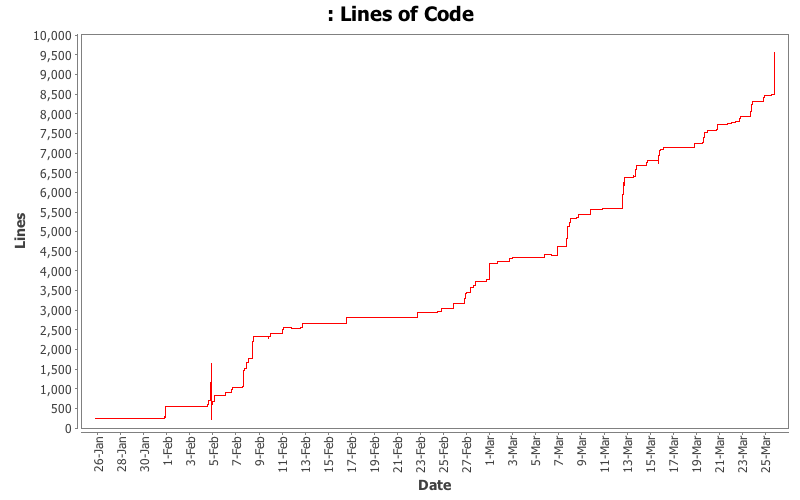 : Lines of Code
10,000
9,500
9,000
8,500
8,000
7,500
7,000
6,500
6,000
5,500
5,000
4,500
4,000
3,500
3,000
2,500
2,000
1,500
1,000
500
0
Lines
26-Jan
28-Jan
30-Jan
1-Feb
3-Feb
5-Feb
7-Feb
9-Feb
11-Feb
13-Feb
15-Feb
17-Feb
19-Feb
21-Feb
23-Feb
25-Feb
27-Feb
1-Mar
3-Mar
5-Mar
7-Mar
9-Mar
11-Mar
13-Mar
15-Mar
17-Mar
19-Mar
21-Mar
23-Mar
25-Mar
Date